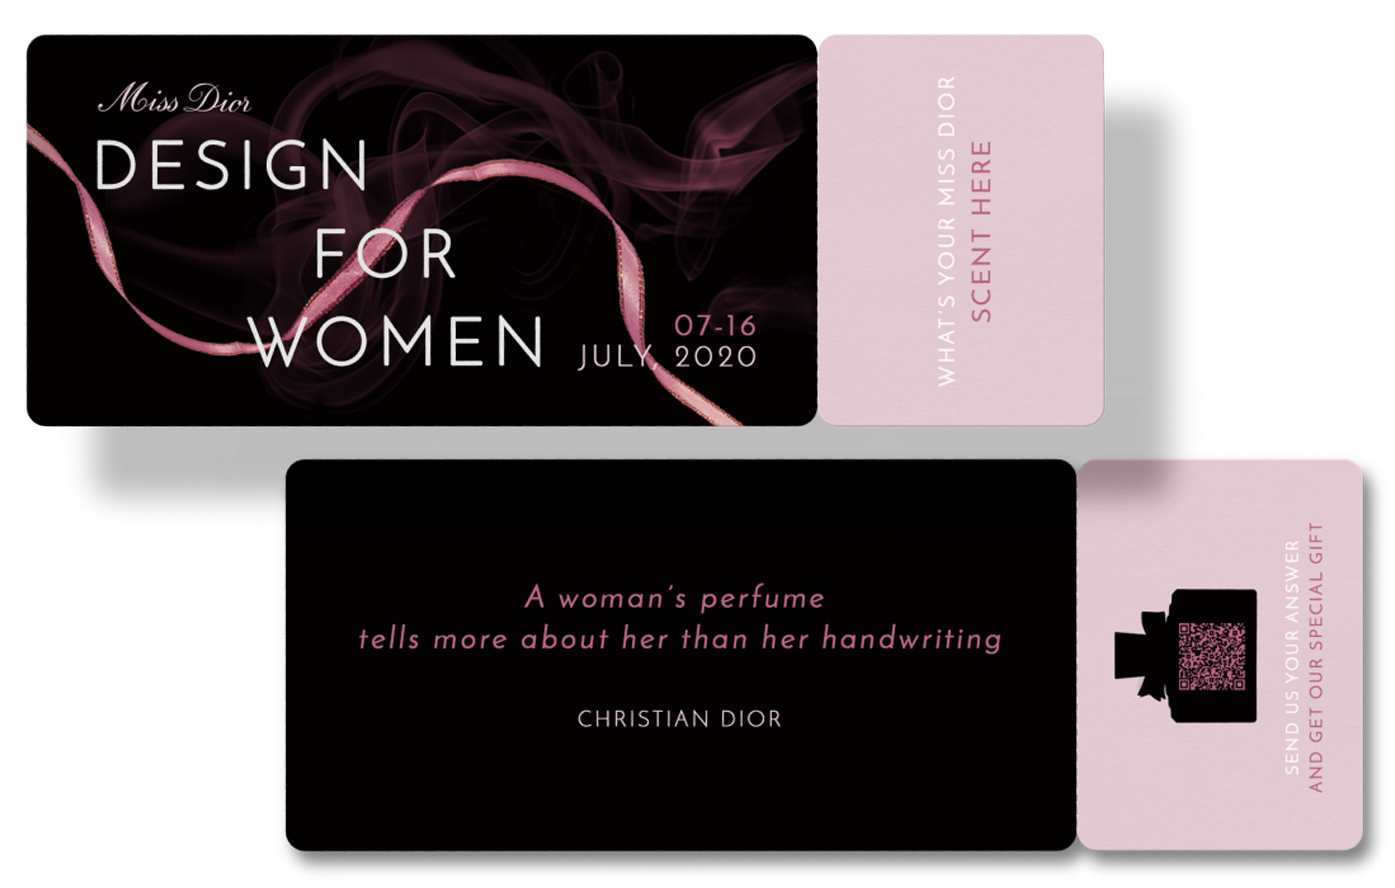 Miss Dior
DESIGN
FOR
WOMEN
07-16
JULY, 2020
WHAT'S YOUR MISS DIOR
SCENT HERE
A woman's perfume
tells more about her than her handwriting
CHRISTIAN DIOR
SEND US YOUR ANSWER
AND GET OUR SPECIAL GIFT